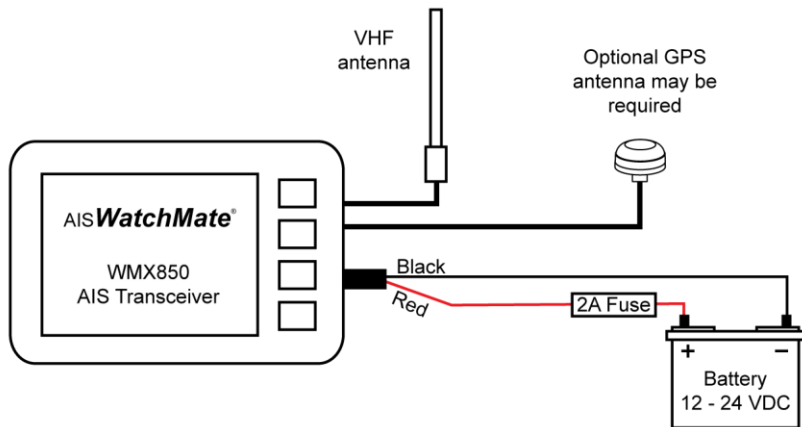 VHF
antenna
Optional GPS
antenna may be
required
AIS WatchMate®
WMX850
AIS Transceiver
Black
Red
2A Fuse
+ −
Battery
12 - 24 VDC